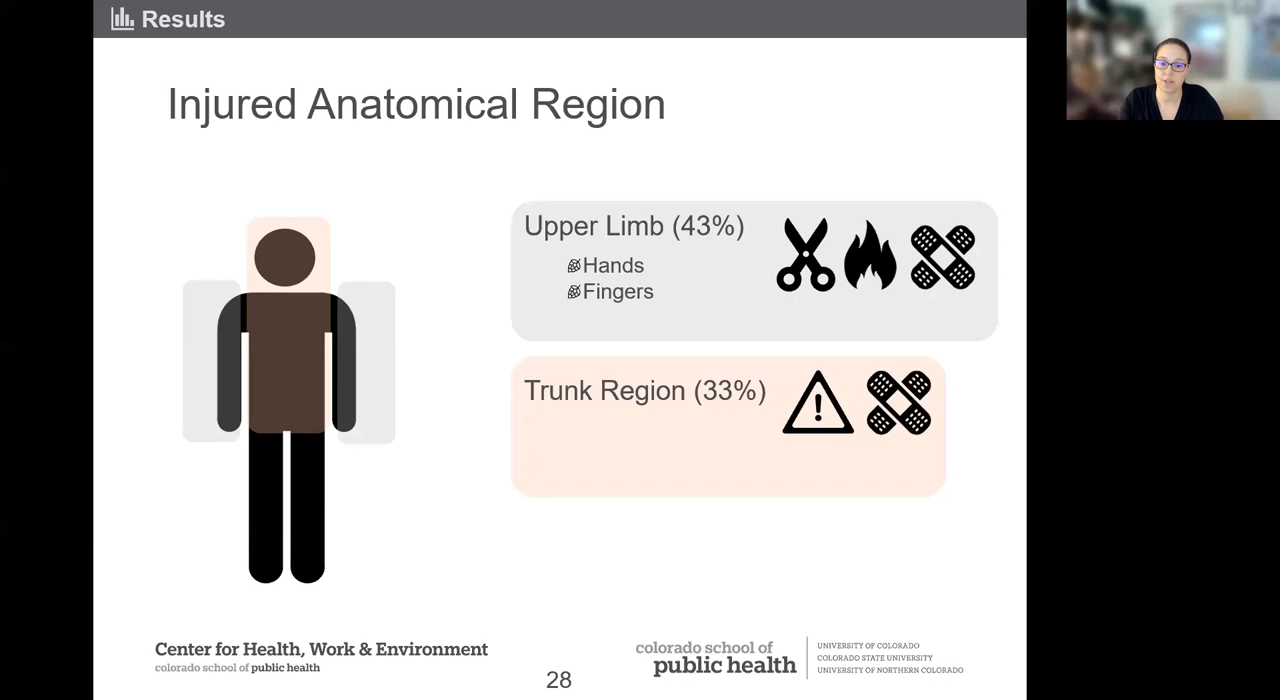 Results
Injured Anatomical Region
Upper Limb (43%)
Hands
Fingers
Trunk Region (33%)
Center for Health, Work & Environment
colorado school of public health
28
colorado school of
public health
UNIVERSITY OF COLORADO
COLORADO STATE UNIVERSITY
UNIVERSITY OF NORTHERN COLORADO